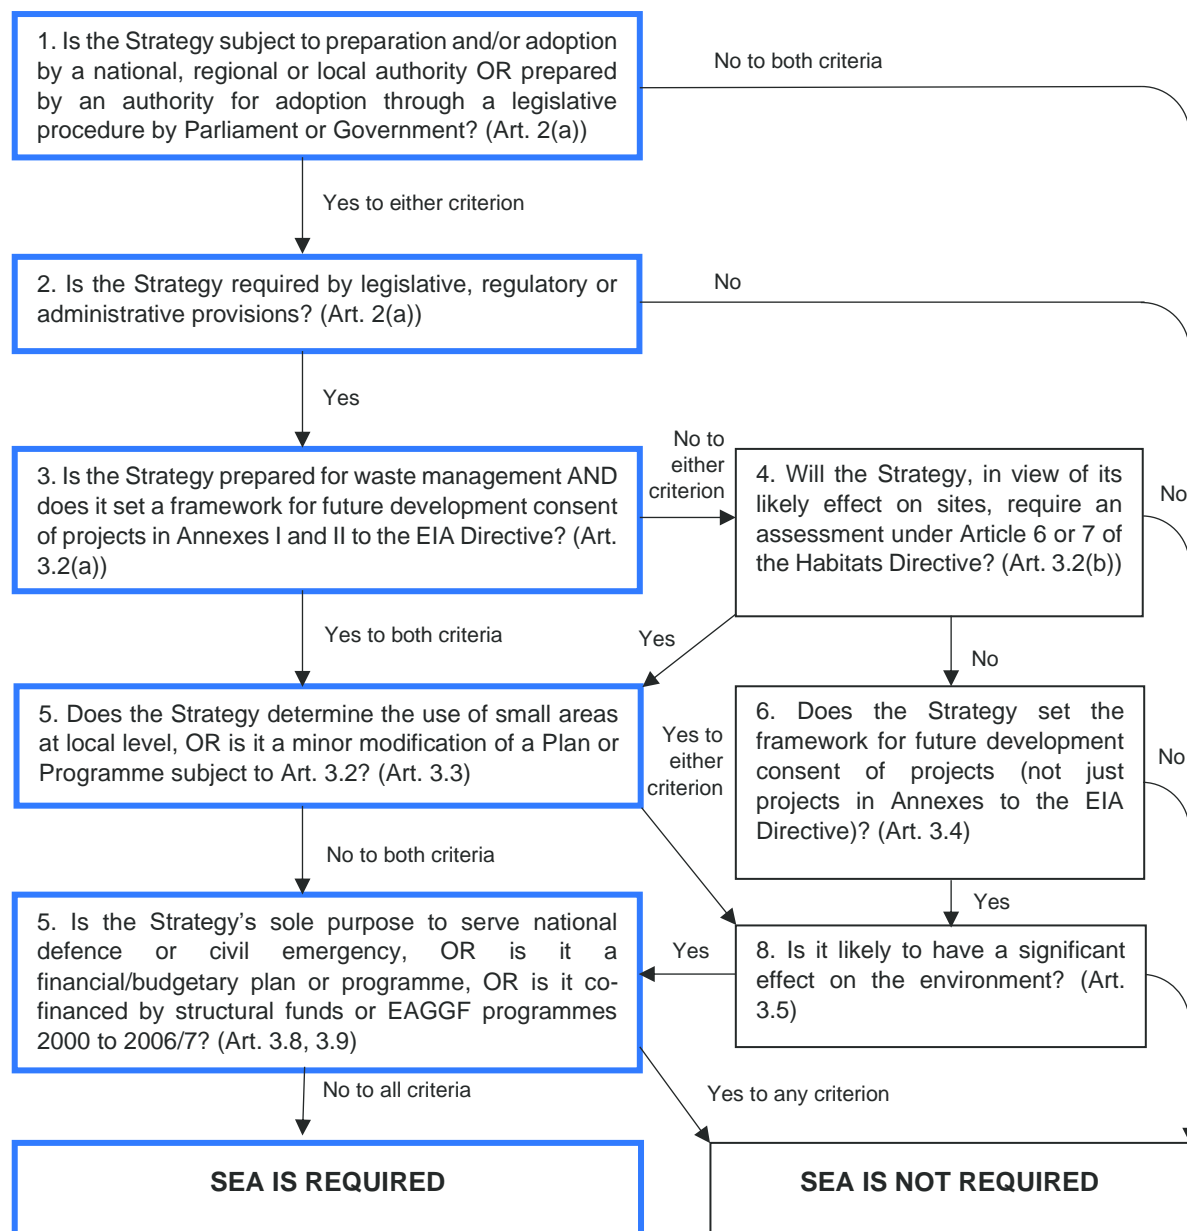 1. Is the Strategy subject to preparation and/or adoption
by a national, regional or local authority OR prepared
by an authority for adoption through a legislative
procedure by Parliament or Government? (Art. 2(a))
No to both criteria
Yes to either criterion
2. Is the Strategy required by legislative, regulatory or
administrative provisions? (Art. 2(a))
No
Yes
3. Is the Strategy prepared for waste management AND
does it set a framework for future development consent
of projects in Annexes I and II to the EIA Directive? (Art.
3.2(a))
No to
either
criterion
4. Will the Strategy, in view of its
likely effect on sites, require an
assessment under Article 6 or 7 of
the Habitats Directive? (Art. 3.2(b))
No
Yes to both criteria
Yes
No
5. Does the Strategy determine the use of small areas
at local level, OR is it a minor modification of a Plan or
Programme subject to Art. 3.2? (Art. 3.3)
Yes to
either
criterion
6. Does the Strategy set the
framework for future development
consent of projects (not just
projects in Annexes to the EIA
Directive)? (Art. 3.4)
No
No to both criteria
Yes
5. Is the Strategy's sole purpose to serve national
defence or civil emergency, OR is it a
financial/budgetary plan or programme, OR is it co-
financed by structural funds or EAGGF programmes
2000 to 2006/7? (Art. 3.8, 3.9)
Yes
8. Is it likely to have a significant
effect on the environment? (Art.
3.5)
No to all criteria
Yes to any criterion
SEA IS REQUIRED
SEA IS NOT REQUIRED